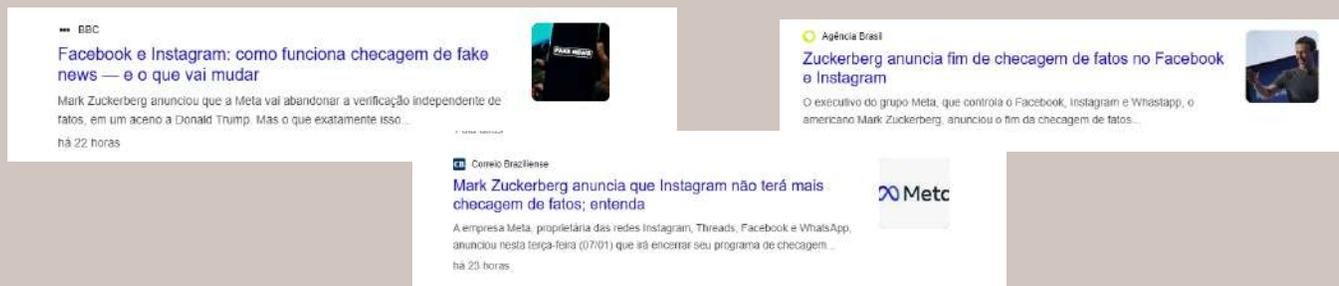 BBC
Facebook e Instagram: como funciona checagem de fake
news — e o que vai mudar
Mark Zuckerberg anunciou que a Meta vai abandonar a verificação independente de
fatos, em um aceno a Donald Trump. Mas o que exatamente isso...
há 22 horas
FAKE NEWS
Agência Brasil
Zuckerberg anuncia fim de checagem de fatos no Facebook
e Instagram
O executivo do grupo Meta, que controla o Facebook, Instagram e Whastapp, o
americano Mark Zuckerberg, anunciou o fim da checagem de fatos...
CB Correio Braziliense
Mark Zuckerberg anuncia que Instagram não terá mais
checagem de fatos; entenda
A empresa Meta, proprietária das redes Instagram, Threads, Facebook e WhatsApp,
anunciou nesta terça-feira (07/01) que irá encerrar seu programa de checagem...
há 23 horas
Meta